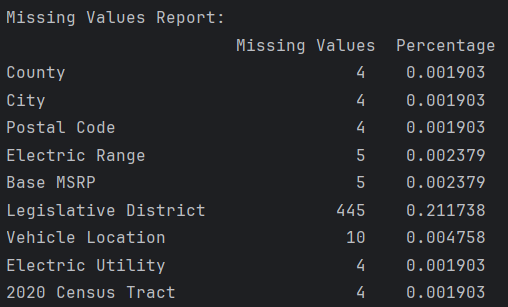 Missing Values Report:
Missing Values Percentage
County 4 0.001903
City 4 0.001903
Postal Code 4 0.001903
Electric Range 5 0.002379
Base MSRP 5 0.002379
Legislative District 445 0.211738
Vehicle Location 10 0.004758
Electric Utility 4 0.001903
2020 Census Tract 4 0.001903